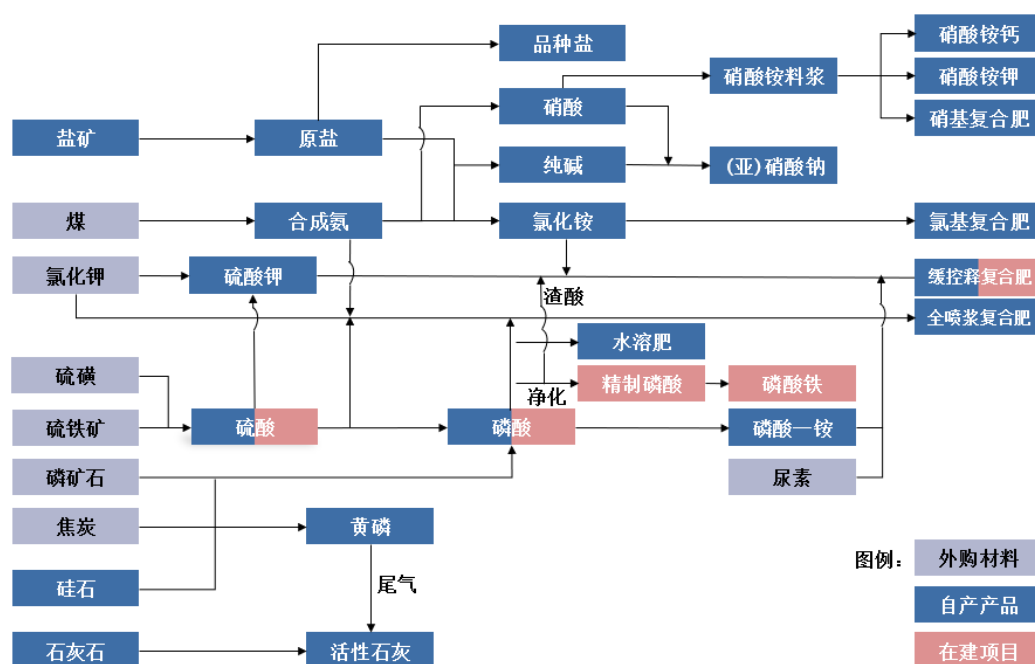 品种盐
硝酸铵钙
硝酸铵料浆
硝酸铵钾
硝酸
硝基复合肥
盐矿
原盐
纯碱
(亚)硝酸钠
煤
合成氨
氯化铵
氯基复合肥
氯化钾
硫酸钾
缓控释复合肥
渣酸
全喷浆复合肥
水溶肥
硫磺
精制磷酸
磷酸铁
净化
硫铁矿
硫酸
磷酸
磷酸一铵
磷矿石
尿素
焦炭
黄磷
图例：
外购材料
尾气
硅石
自产产品
石灰石
活性石灰
在建项目